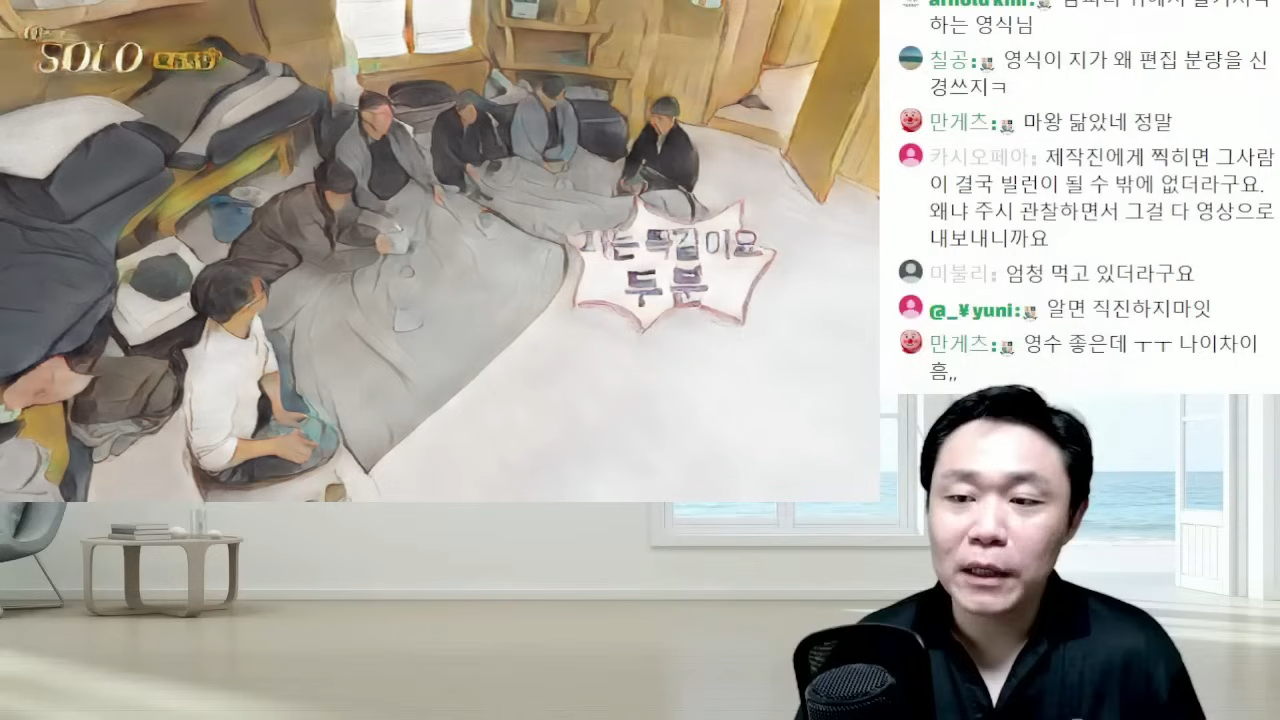 SOLO
두분
하는 영식님
칠공: 영식이 지가 왜 편집 분량을 신
경쓰지ㅋ
만게츠: 마왕 닮았네 정말
카시오페아: 제작진에게 찍히면 그사람
이 결국 빌런이 될 수 밖에 없더라구요.
왜냐 주시 관찰하면서 그걸 다 영상으로
내보내니까요
미불리: 엄청 먹고 있더라구요
@_¥yuni: 알면 직진하지마잇
만게츠: 영수 좋은데 ㅜㅜ 나이차이
흠,,